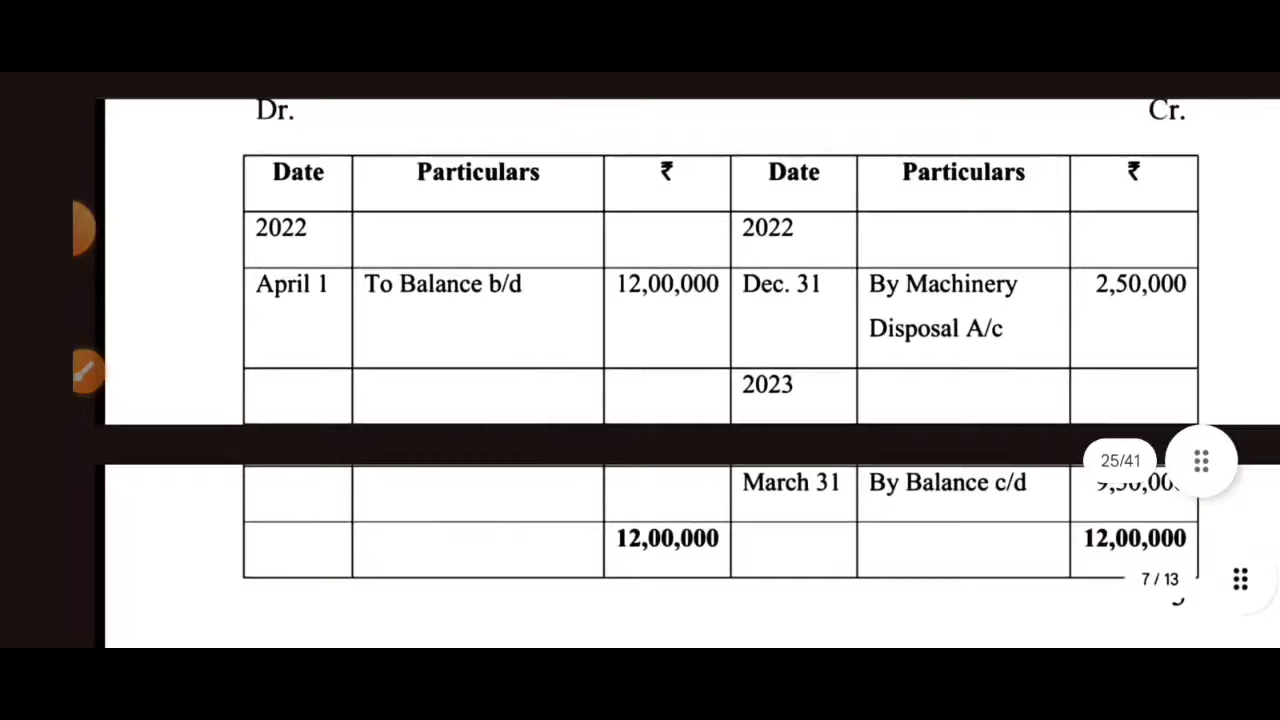 Dr. Cr.
Date Particulars ₹ Date Particulars ₹
2022 2022
April 1 To Balance b/d 12,00,000 Dec. 31 By Machinery 2,50,000
Disposal A/c
2023
25/41
March 31 By Balance c/d
12,00,000 12,00,000
7 / 13